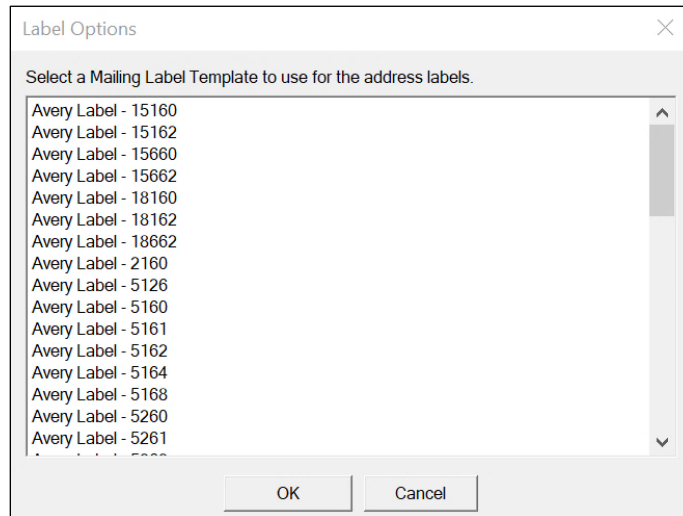 Label Options
Select a Mailing Label Template to use for the address labels.
Avery Label - 15160
Avery Label - 15162
Avery Label - 15660
Avery Label - 15662
Avery Label - 18160
Avery Label - 18162
Avery Label - 18662
Avery Label - 2160
Avery Label - 5126
Avery Label - 5160
Avery Label - 5161
Avery Label - 5162
Avery Label - 5164
Avery Label - 5168
Avery Label - 5260
Avery Label - 5261
OK Cancel